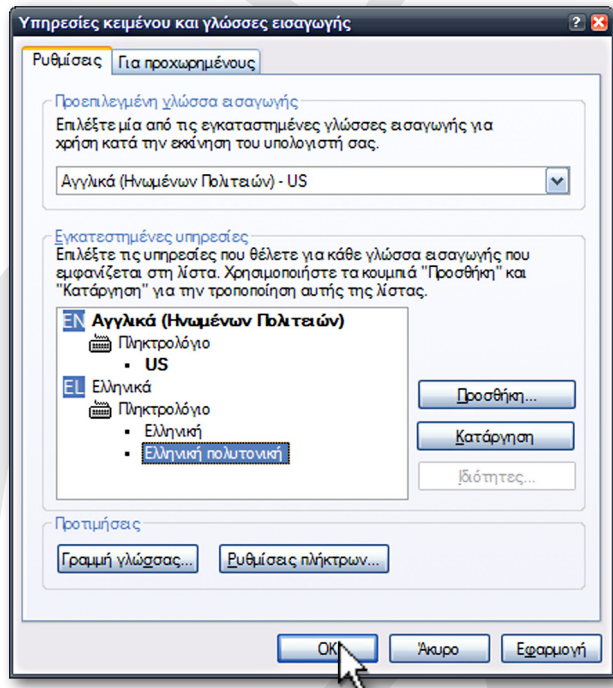 Υπηρεσίες κειμένου και γλώσσες εισαγωγής
Ρυθμίσεις Για προχωρημένους
Προεπιλεγμένη γλώσσα εισαγωγής
Επιλέξτε μία από τις εγκαταστημένες γλώσσες εισαγωγής για
χρήση κατά την εκκίνηση του υπολογιστή σας.
Αγγλικά (Ηνωμένων Πολιτειών) - US
Εγκατεστημένες υπηρεσίες
Επιλέξτε τις υπηρεσίες που θέλετε για κάθε γλώσσα εισαγωγής που
εμφανίζεται στη λίστα. Χρησιμοποιήστε τα κουμπιά "Προσθήκη" και
"Κατάργηση" για την τροποποίηση αυτής της λίστας.
EN Αγγλικά (Ηνωμένων Πολιτειών)
Πληκτρολόγιο
US
EL Ελληνικά
Πληκτρολόγιο
Ελληνική
Ελληνική πολυτονική
Προσθήκη...
Κατάργηση
Ιδιότητες...
Προτιμήσεις
Γραμμή γλώσσας... Ρυθμίσεις πλήκτρων...
OK Άκυρο Εφαρμογή